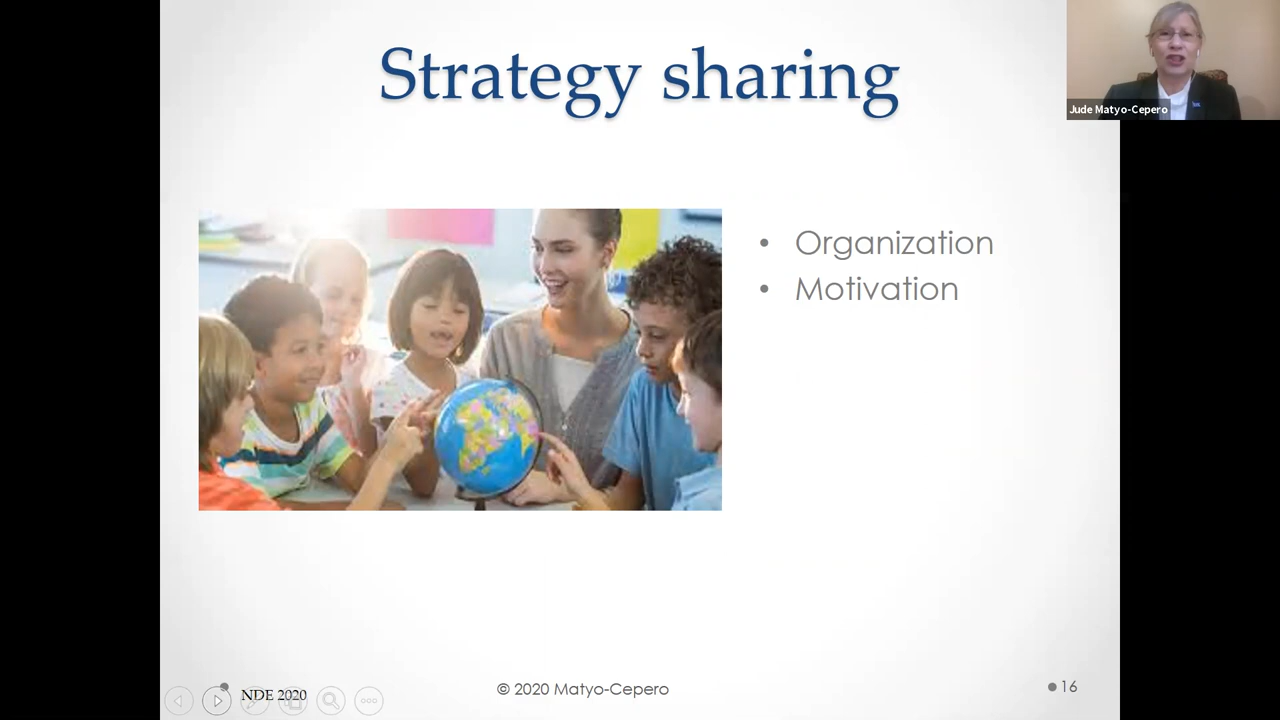 Strategy sharing
Jude Matyo-Cepero
• Organization
• Motivation
NDE 2020
© 2020 Matyo-Cepero
16